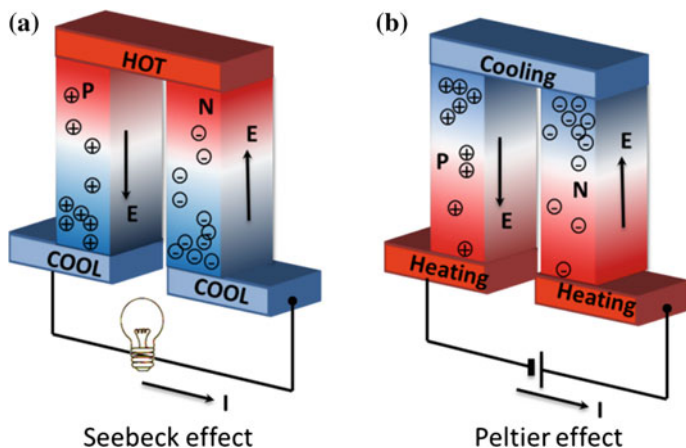 (a)
HOT
P
N
E
E
COOL
COOL
I
Seebeck effect
(b)
Cooling
E
P
N
E
Heating
Heating
I
Peltier effect